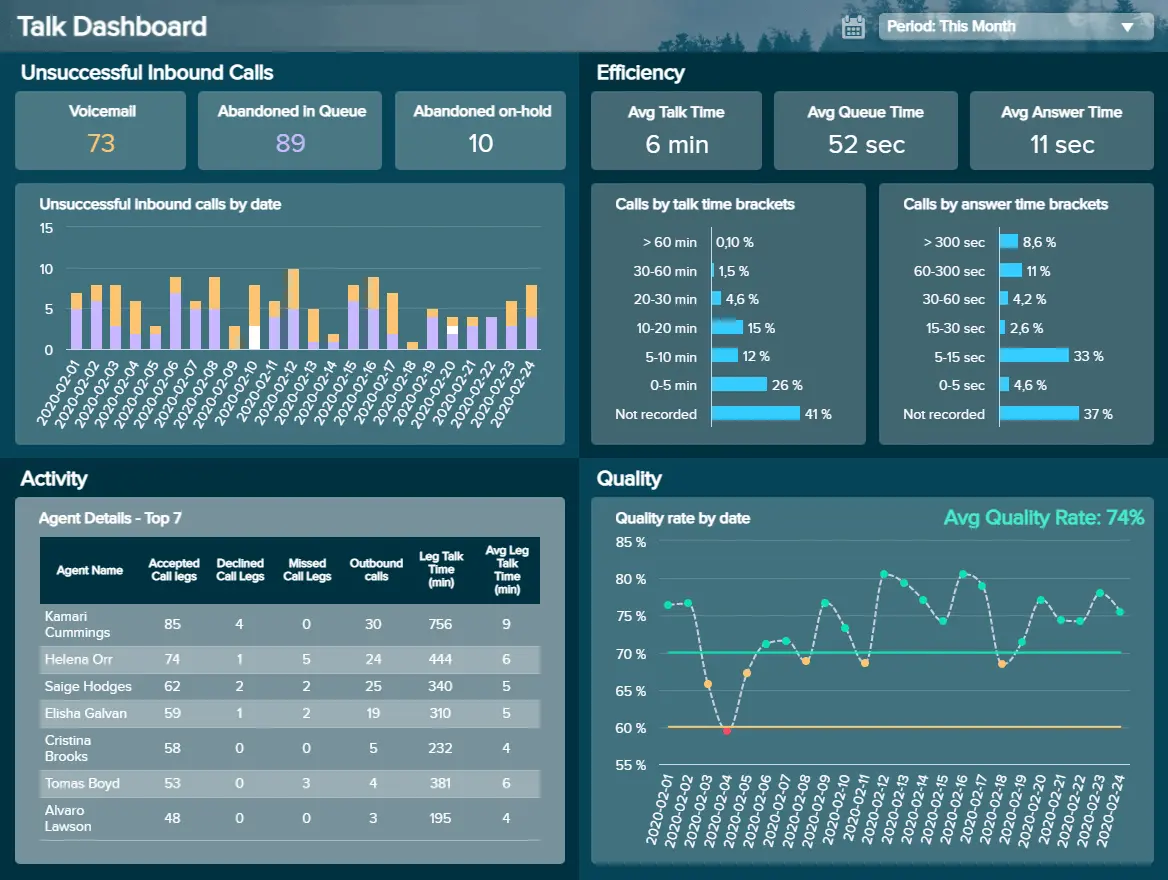 Talk Dashboard
Period: This Month
Unsuccessful Inbound Calls
Voicemail
73
Abandoned In Queue
89
Abandoned on-hold
10
Unsuccessful Inbound calls by date
15
10
5
0
2020-02-01
2020-02-02
2020-02-03
2020-02-04
2020-02-05
2020-02-06
2020-02-07
2020-02-08
2020-02-09
2020-02-10
2020-02-11
2020-02-12
2020-02-13
2020-02-14
2020-02-15
2020-02-16
2020-02-17
2020-02-18
2020-02-19
2020-02-20
2020-02-21
2020-02-22
2020-02-23
2020-02-24
Efficiency
Avg Talk Time
6 min
Avg Queue Time
52 sec
Avg Answer Time
11 sec
Calls by talk time brackets
> 60 min 0,10 %
30-60 min 1,5 %
20-30 min 4,6 %
10-20 min 15 %
5-10 min 12 %
0-5 min 26 %
Not recorded 41 %
Calls by answer time brackets
> 300 sec 8,6 %
60-300 sec 11 %
30-60 sec 4,2 %
15-30 sec 2,6 %
5-15 sec 33 %
0-5 sec 4,6 %
Not recorded 37 %
Activity
Agent Details - Top 7
Agent Name
Accepted
Call legs
Declined
Call Legs
Missed
Call Legs
Outbound
calls
Leg Talk
Time
(min)
Avg Leg
Talk
Time
(min)
Kamari
Cummings 85 4 0 30 756 9
Helena Orr 74 1 5 24 444 6
Saige Hodges 62 2 2 25 340 5
Elisha Galvan 59 1 2 19 310 5
Cristina
Brooks 58 0 0 5 232 4
Tomas Boyd 53 0 3 4 381 6
Alvaro
Lawson 48 0 0 3 195 4
Quality
Quality rate by date
Avg Quality Rate: 74%
85 %
80 %
75 %
70 %
65 %
60 %
55 %
2020-02-01
2020-02-02
2020-02-03
2020-02-04
2020-02-05
2020-02-06
2020-02-07
2020-02-08
2020-02-09
2020-02-10
2020-02-11
2020-02-12
2020-02-13
2020-02-14
2020-02-15
2020-02-16
2020-02-17
2020-02-18
2020-02-19
2020-02-20
2020-02-21
2020-02-22
2020-02-23
2020-02-24